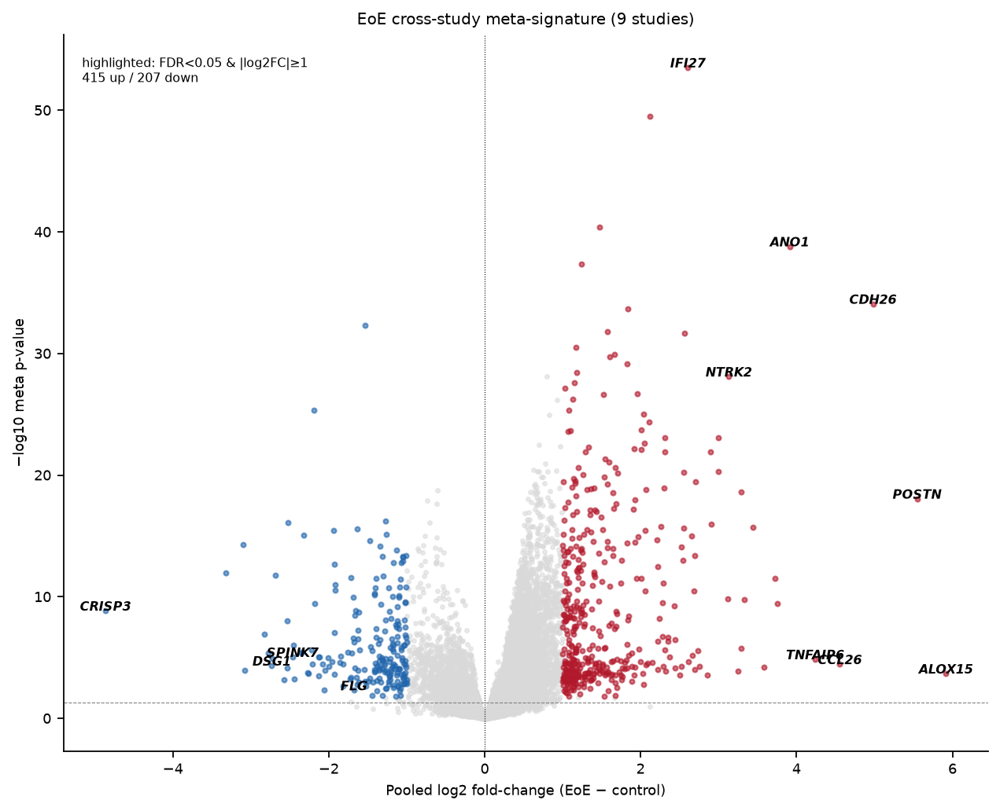 EoE cross-study meta-signature (9 studies)
highlighted: FDR<0.05 & |log2FC|≥1
415 up / 207 down
IFI27
ANO1
CDH26
NTRK2
POSTN
CRISP3
SPINK7
DSG1
FLG
TNFAIP6
CCL26
ALOX15
−log10 meta p-value
50
40
30
20
10
0
−4
−2
0
2
4
6
Pooled log2 fold-change (EoE − control)